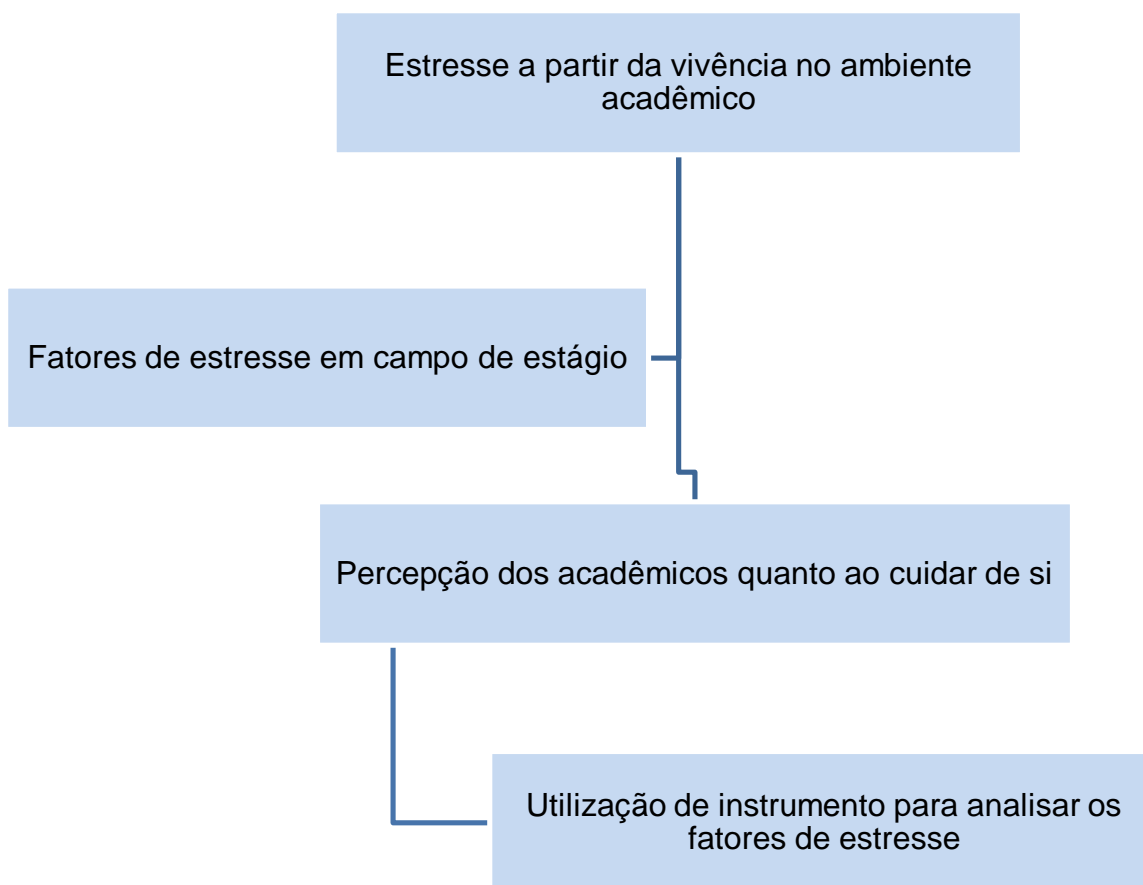 Estresse a partir da vivência no ambiente
acadêmico
Fatores de estresse em campo de estágio
Percepção dos acadêmicos quanto ao cuidar de si
Utilização de instrumento para analisar os
fatores de estresse